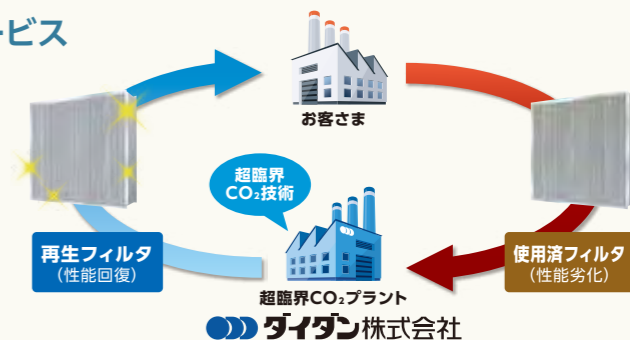 ービス
お客さま
超臨界
CO₂技術
再生フィルタ
(性能回復)
使用済フィルタ
(性能劣化)
超臨界CO₂プラント
ダイダン株式会社